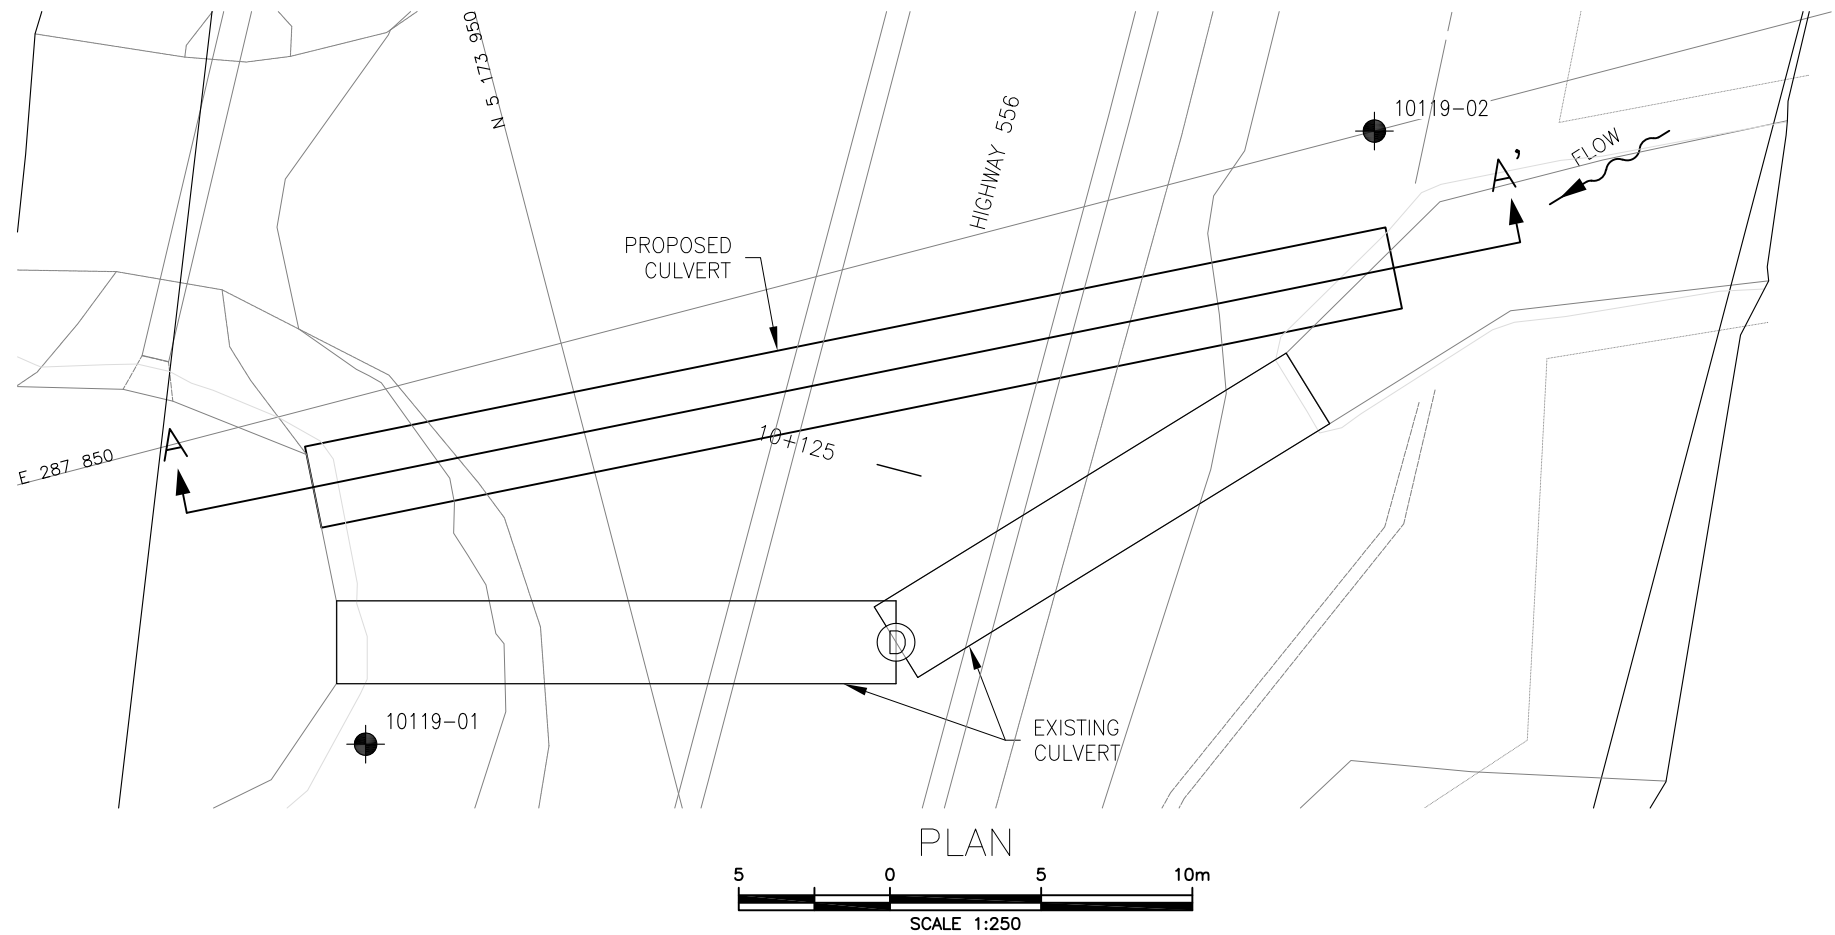 N 5 173 950
10119-02
HIGHWAY 556
FLOW
A'
PROPOSED
CULVERT
A
10+125
E 287 850
D
10119-01
EXISTING
CULVERT
PLAN
5 0 5 10m
SCALE 1:250